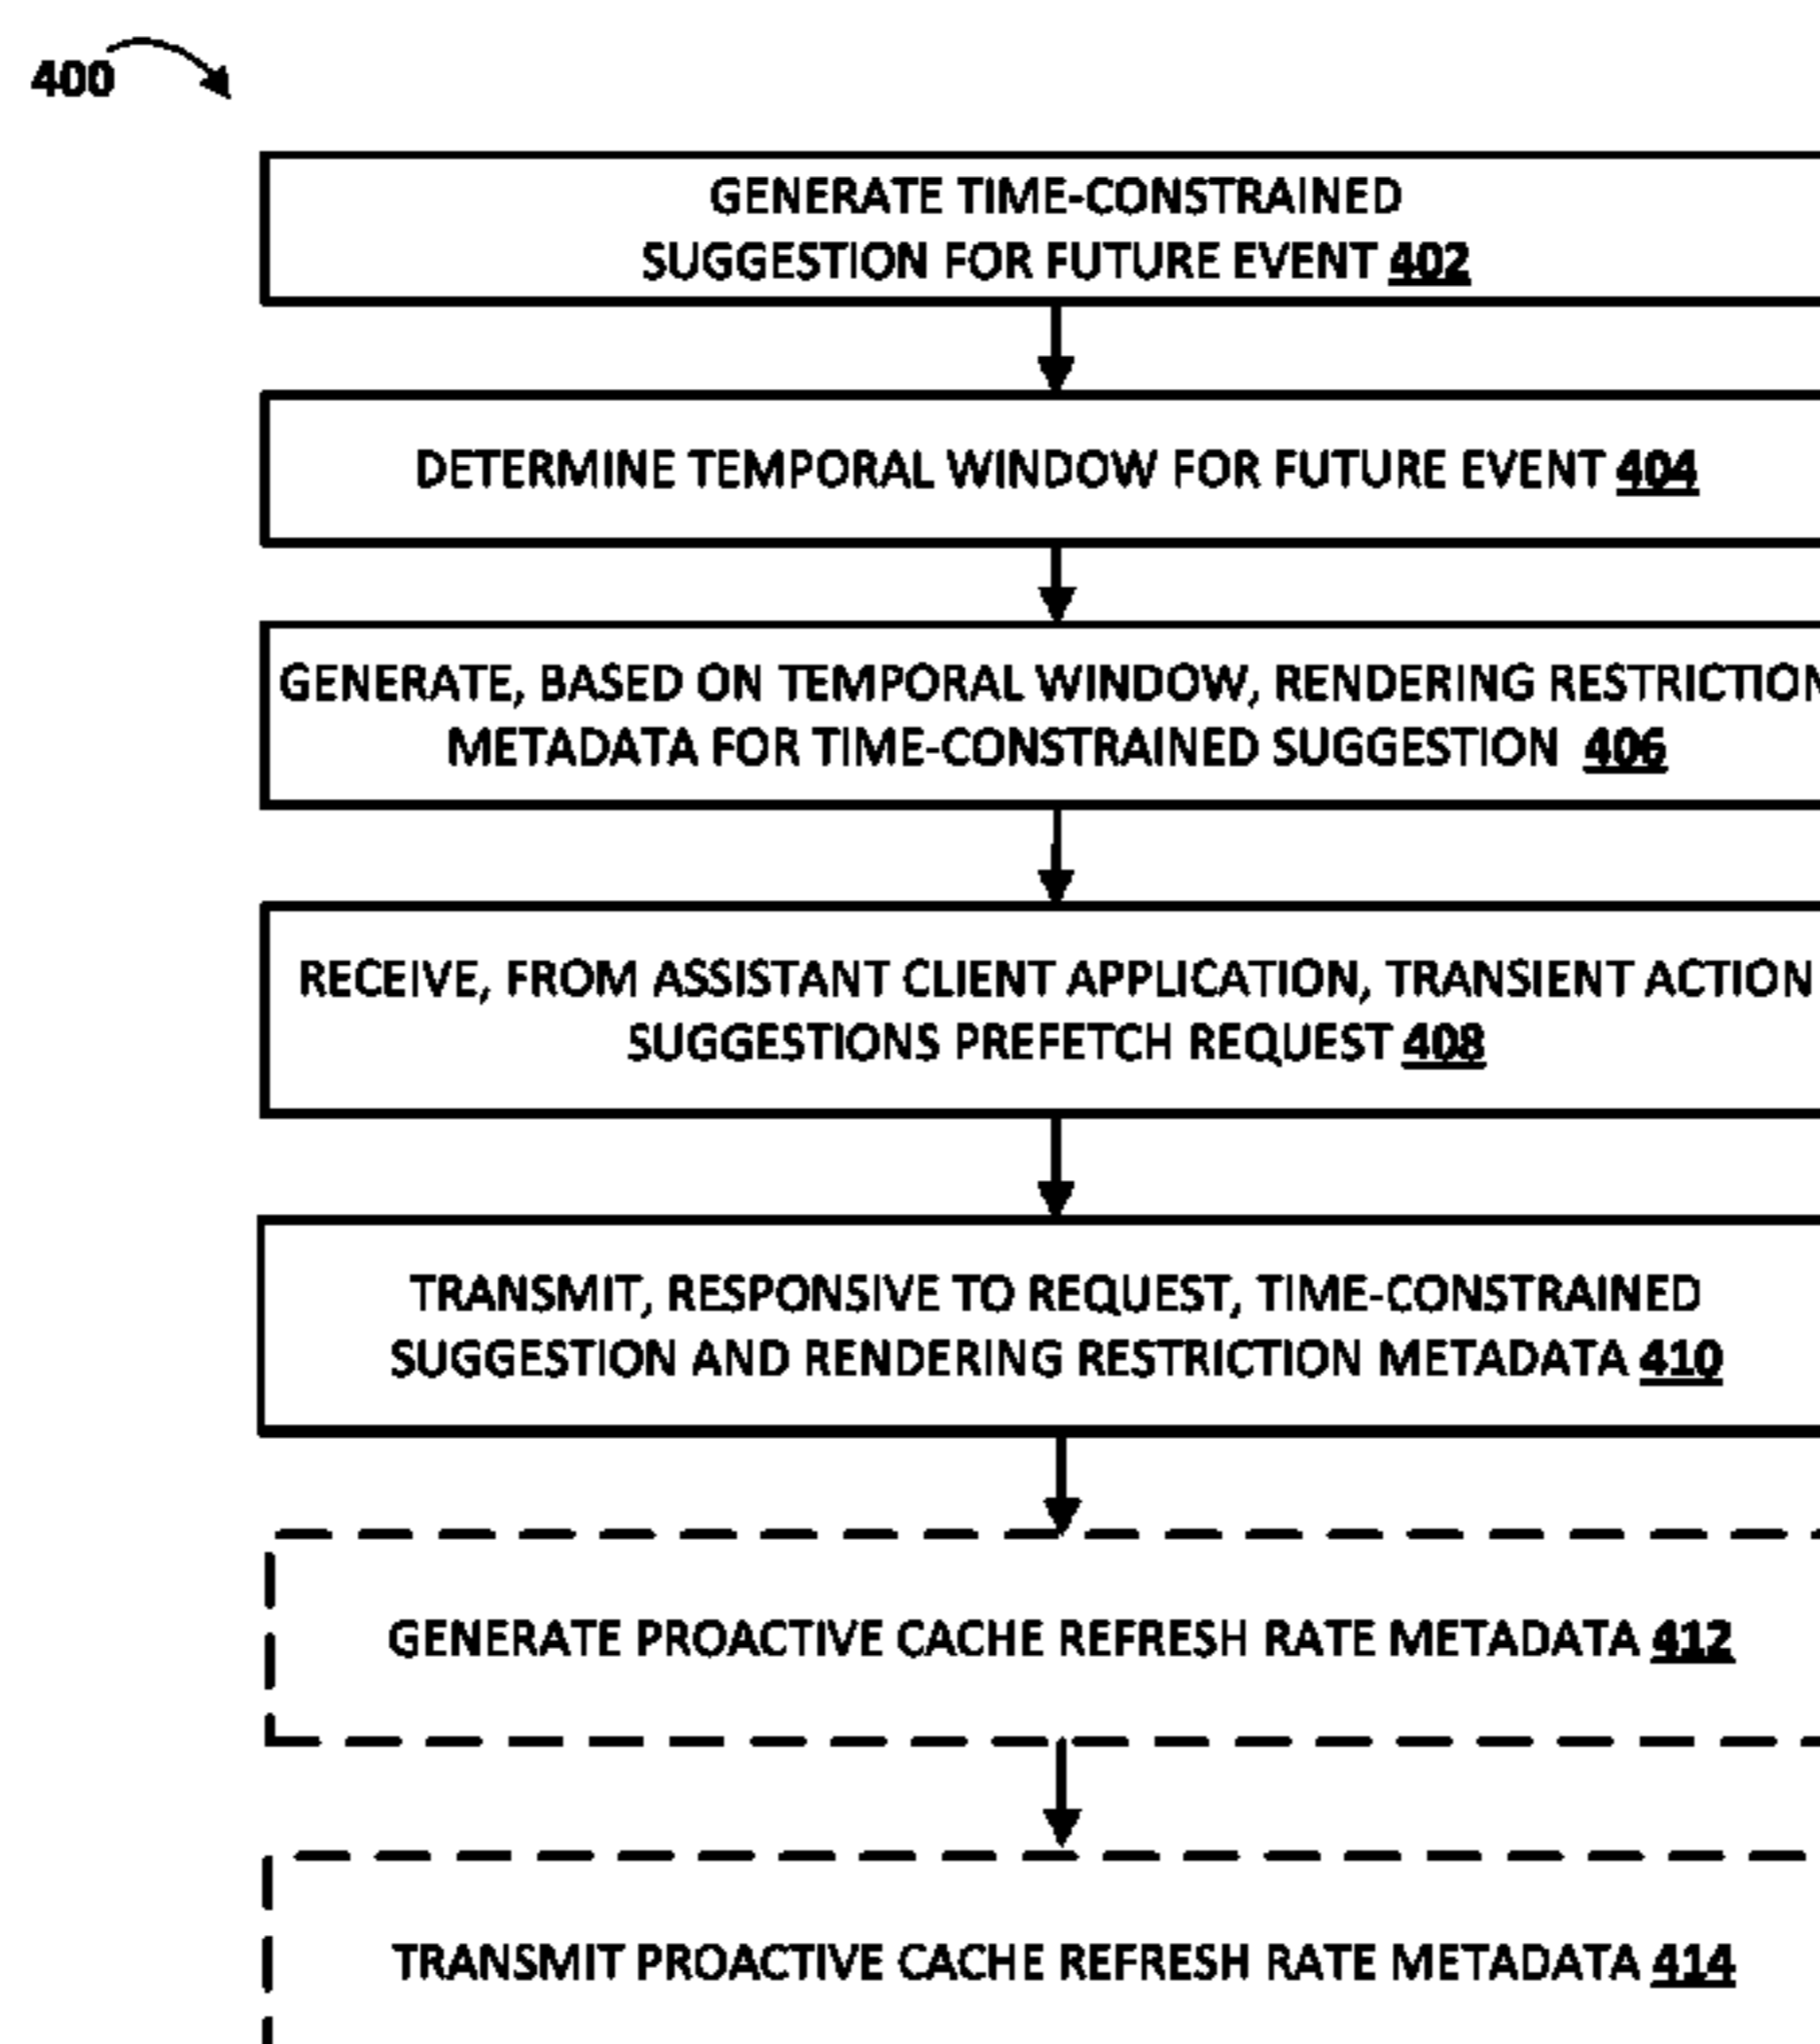 400
GENERATE TIME-CONSTRAINED
SUGGESTION FOR FUTURE EVENT 402
DETERMINE TEMPORAL WINDOW FOR FUTURE EVENT 404
GENERATE, BASED ON TEMPORAL WINDOW, RENDERING RESTRICTION
METADATA FOR TIME-CONSTRAINED SUGGESTION 406
RECEIVE, FROM ASSISTANT CLIENT APPLICATION, TRANSIENT ACTION
SUGGESTIONS PREFETCH REQUEST 408
TRANSMIT, RESPONSIVE TO REQUEST, TIME-CONSTRAINED
SUGGESTION AND RENDERING RESTRICTION METADATA 410
GENERATE PROACTIVE CACHE REFRESH RATE METADATA 412
TRANSMIT PROACTIVE CACHE REFRESH RATE METADATA 414